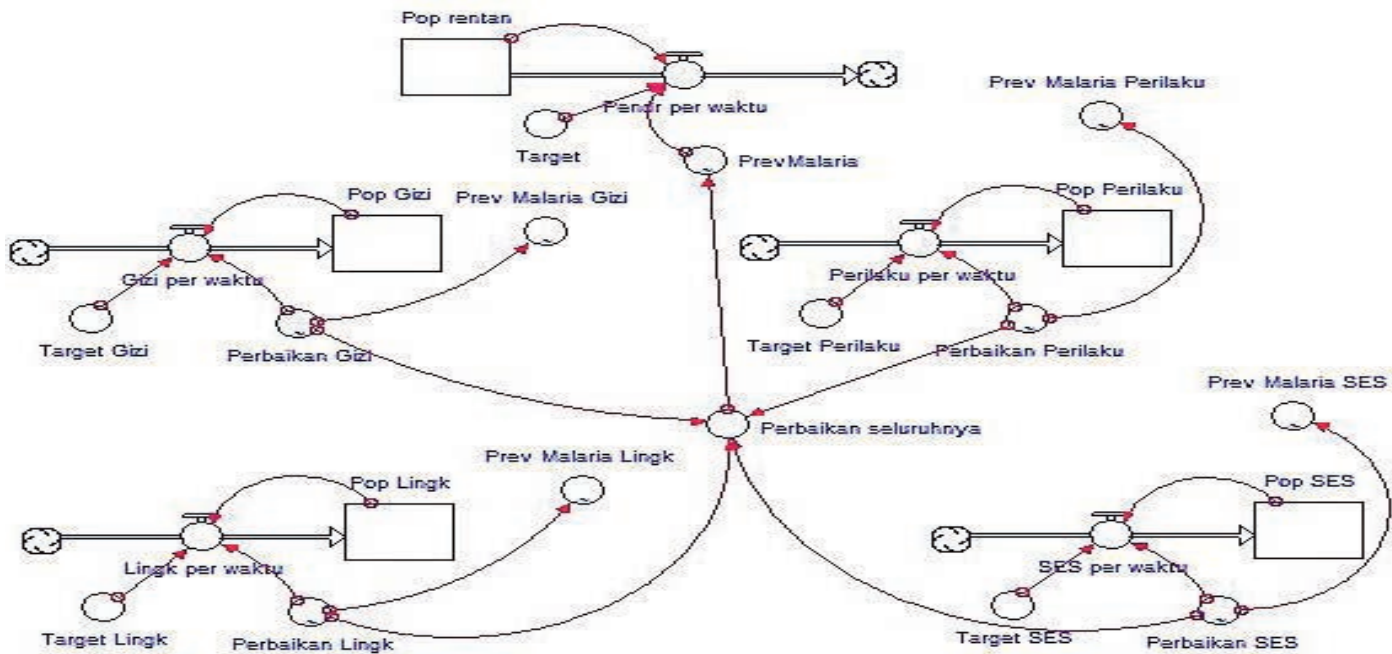 Pop rentan
Pendr per waktu
Target
PrevMalaria
Prev Malaria Perilaku
Pop Gizi
Prev Malaria Gizi
Gizi per waktu
Target Gizi
Perbaikan Gizi
Pop Perilaku
Perilaku per waktu
Target Perilaku
Perbaikan Perilaku
Perbaikan seluruhnya
Prev Malaria SES
Prev Malaria Lingk
Pop Lingk
Lingk per waktu
Target Lingk
Perbaikan Lingk
Pop SES
SES per waktu
Target SES
Perbaikan SES